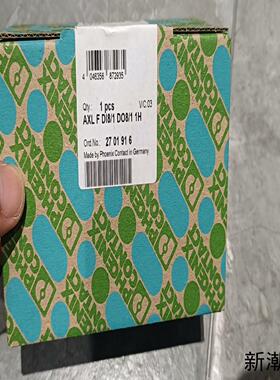 4 046356 872835
Qty.: 1 pcs V/C.03
AXL F DI8/1 DO8/1 1H
Ord.No.: 27 01 91 6
Made by Phoenix Contact in Germany
新潮